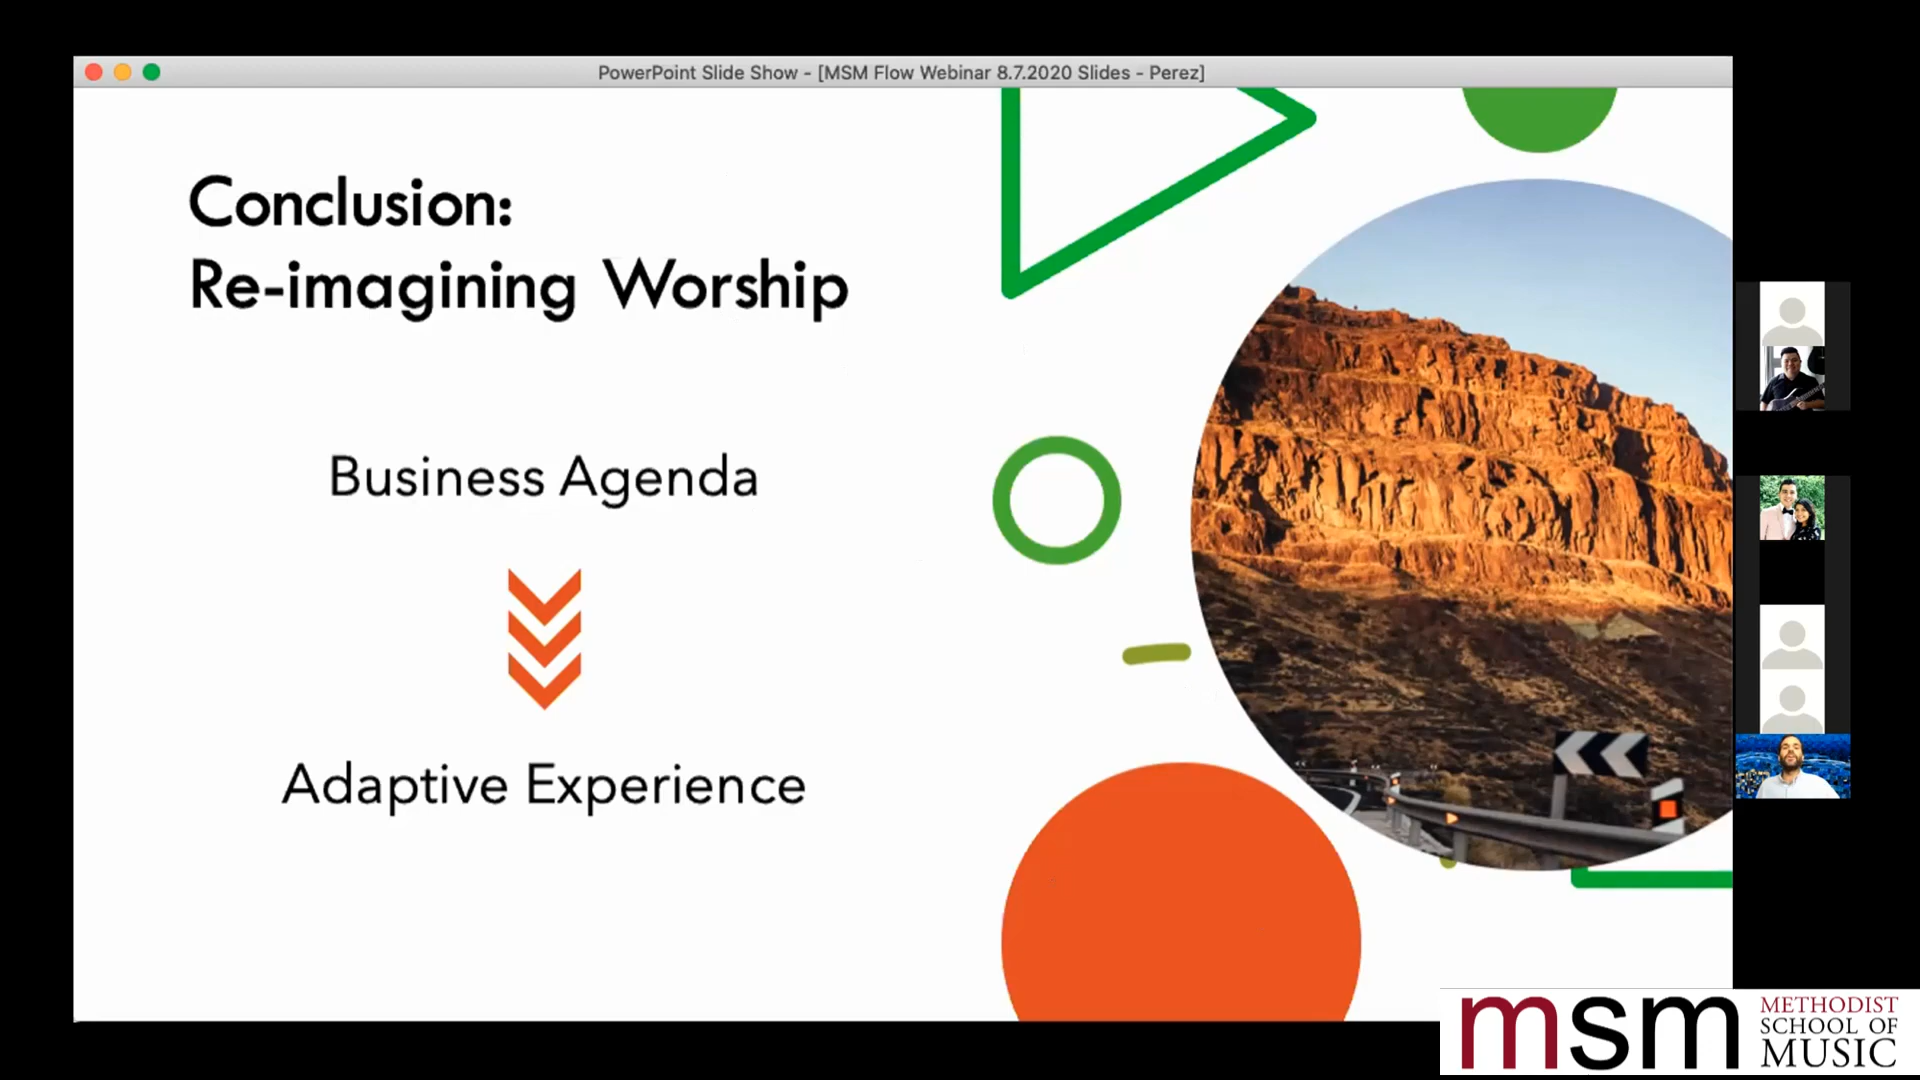 PowerPoint Slide Show - [MSM Flow Webinar 8.7.2020 Slides - Perez]
Conclusion:
Re-imagining Worship
Business Agenda
Adaptive Experience
msm
METHODIST
SCHOOL OF
MUSIC